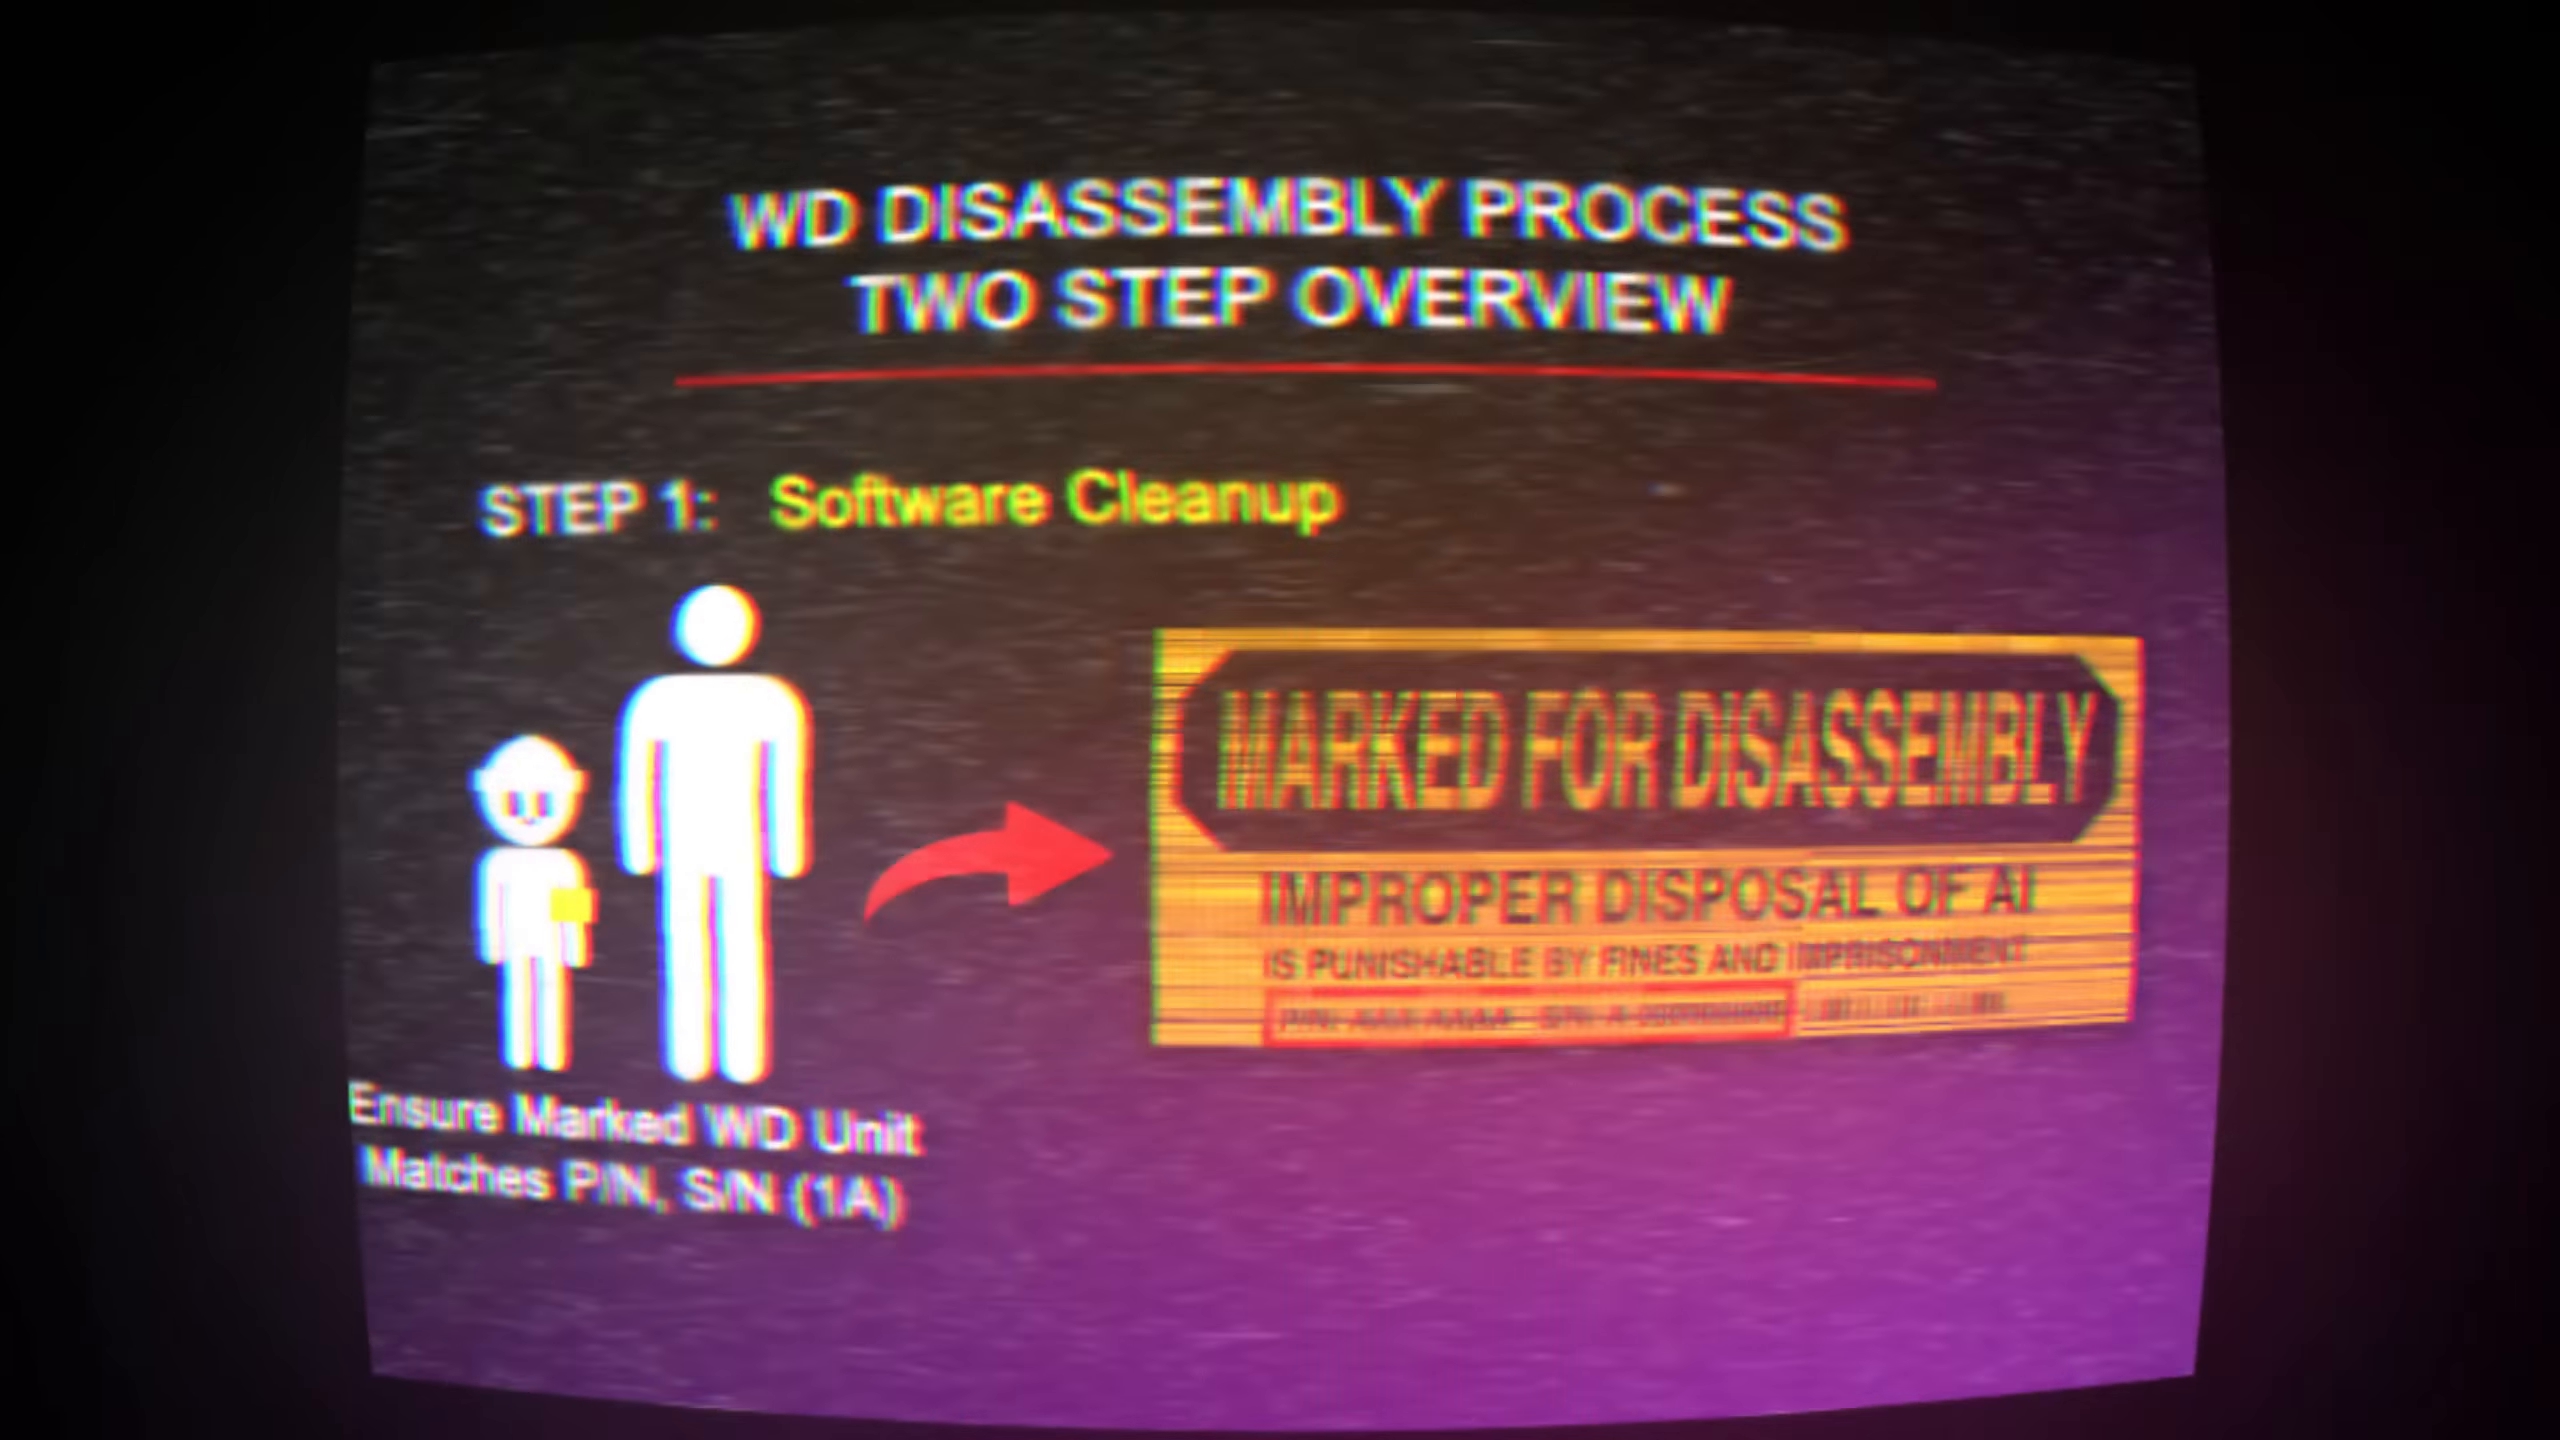 WD DISASSEMBLY PROCESS
TWO STEP OVERVIEW
STEP 1: Software Cleanup
MARKED FOR DISASSEMBLY
IMPROPER DISPOSAL OF AI
IS PUNISHABLE BY FINES AND IMPRISONMENT
Ensure Marked WD Unit
Matches P/N, S/N (1A)